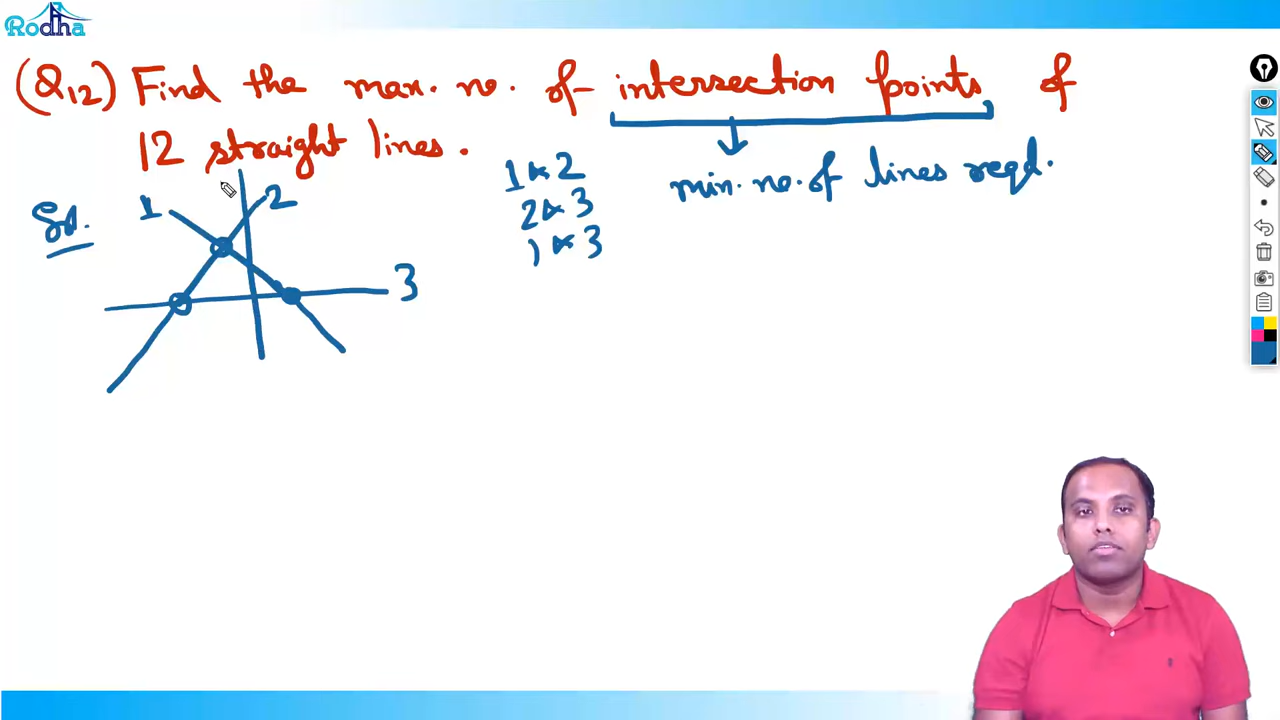 Rodha
(Q12) Find the max. no. of intersection points of
12 straight lines.
Sol.
1
2
3
1 & 2
2 & 3
1 & 3
min. no. of lines reqd.